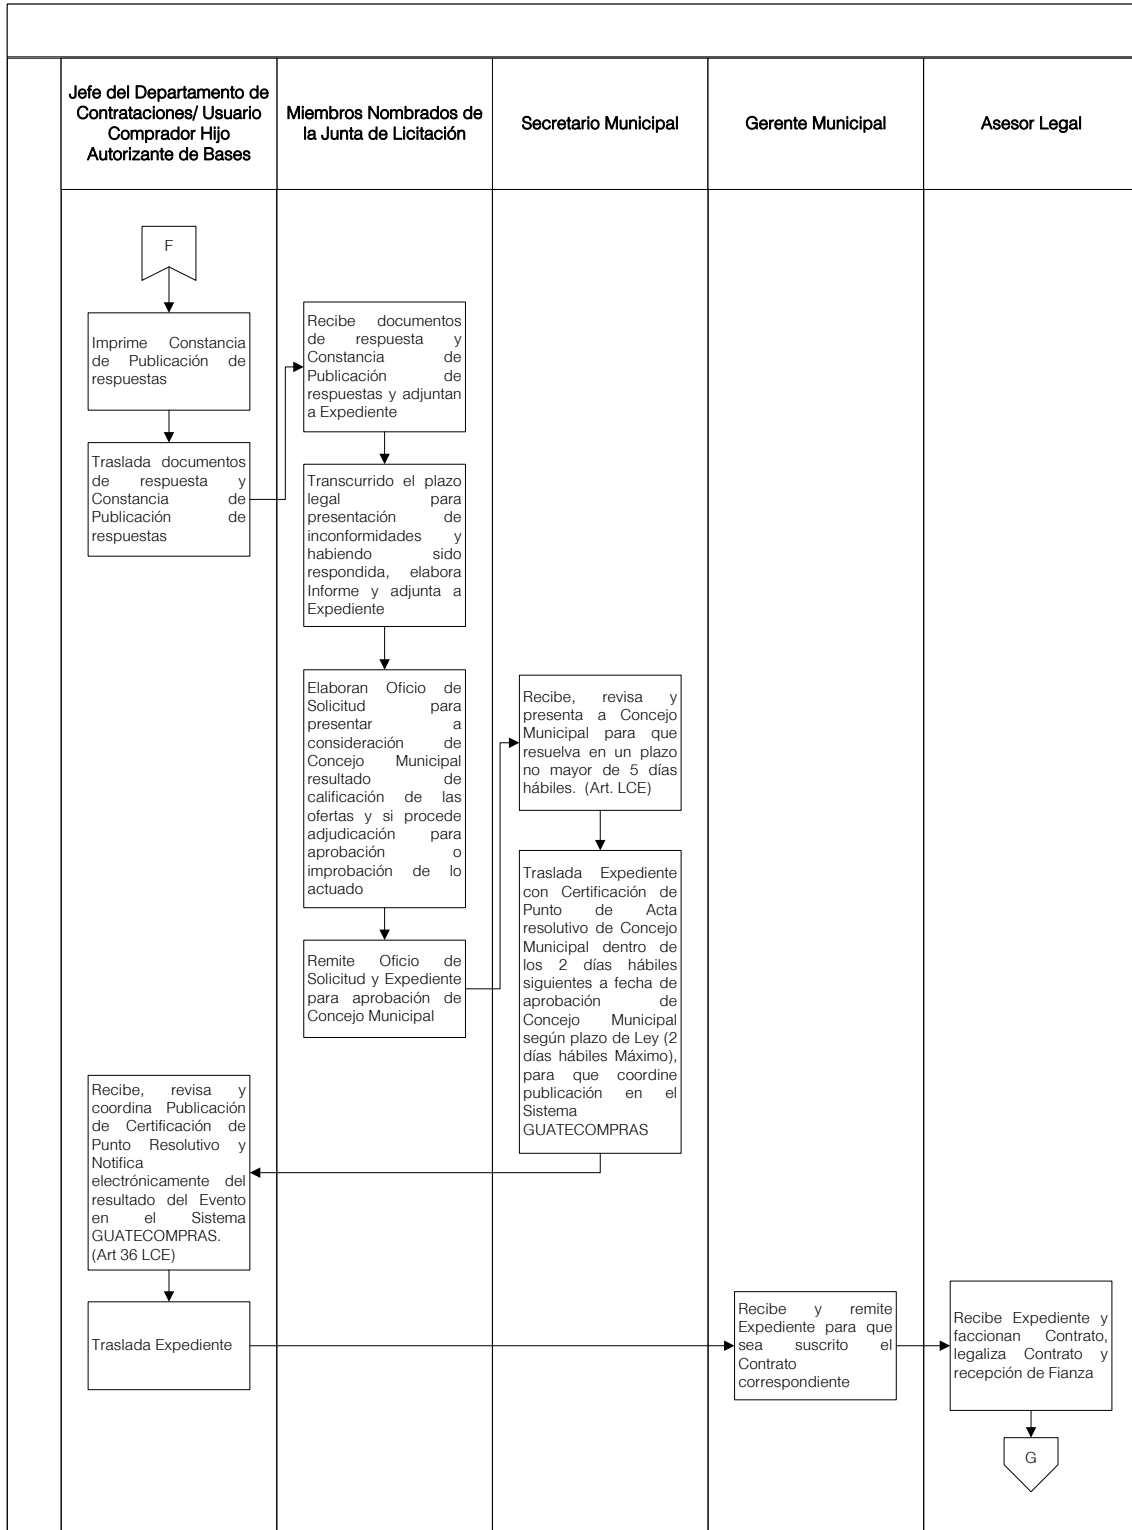 Jefe del Departamento de
Contrataciones/ Usuario
Comprador Hijo
Autorizante de Bases
Miembros Nombrados de
la Junta de Licitación
Secretario Municipal
Gerente Municipal
Asesor Legal
F
Imprime Constancia
de Publicación de
respuestas
Traslada documentos
de respuesta y
Constancia de
Publicación de
respuestas
Recibe documentos
de respuesta y
Constancia de
Publicación de
respuestas y adjuntan
a Expediente
Transcurrido el plazo
legal para
presentación de
inconformidades y
habiendo sido
respondida, elabora
Informe y adjunta a
Expediente
Elaboran Oficio de
Solicitud para
presentar a
consideración de
Concejo Municipal
resultado de
calificación de las
ofertas y si procede
adjudicación para
aprobación o
improbación de lo
actuado
Remite Oficio de
Solicitud y Expediente
para aprobación de
Concejo Municipal
Recibe, revisa y
presenta a Concejo
Municipal para que
resuelva en un plazo
no mayor de 5 días
hábiles. (Art. LCE)
Traslada Expediente
con Certificación de
Punto de Acta
resolutivo de Concejo
Municipal dentro de
los 2 días hábiles
siguientes a fecha de
aprobación de
Concejo Municipal
según plazo de Ley (2
días hábiles Máximo),
para que coordine
publicación en el
Sistema
GUATECOMPRAS
Recibe, revisa y
coordina Publicación
de Certificación de
Punto Resolutivo y
Notifica
electrónicamente del
resultado del Evento
en el Sistema
GUATECOMPRAS.
(Art 36 LCE)
Traslada Expediente
Recibe y remite
Expediente para que
sea suscrito el
Contrato
correspondiente
Recibe Expediente y
faccionan Contrato,
legaliza Contrato y
recepción de Fianza
G